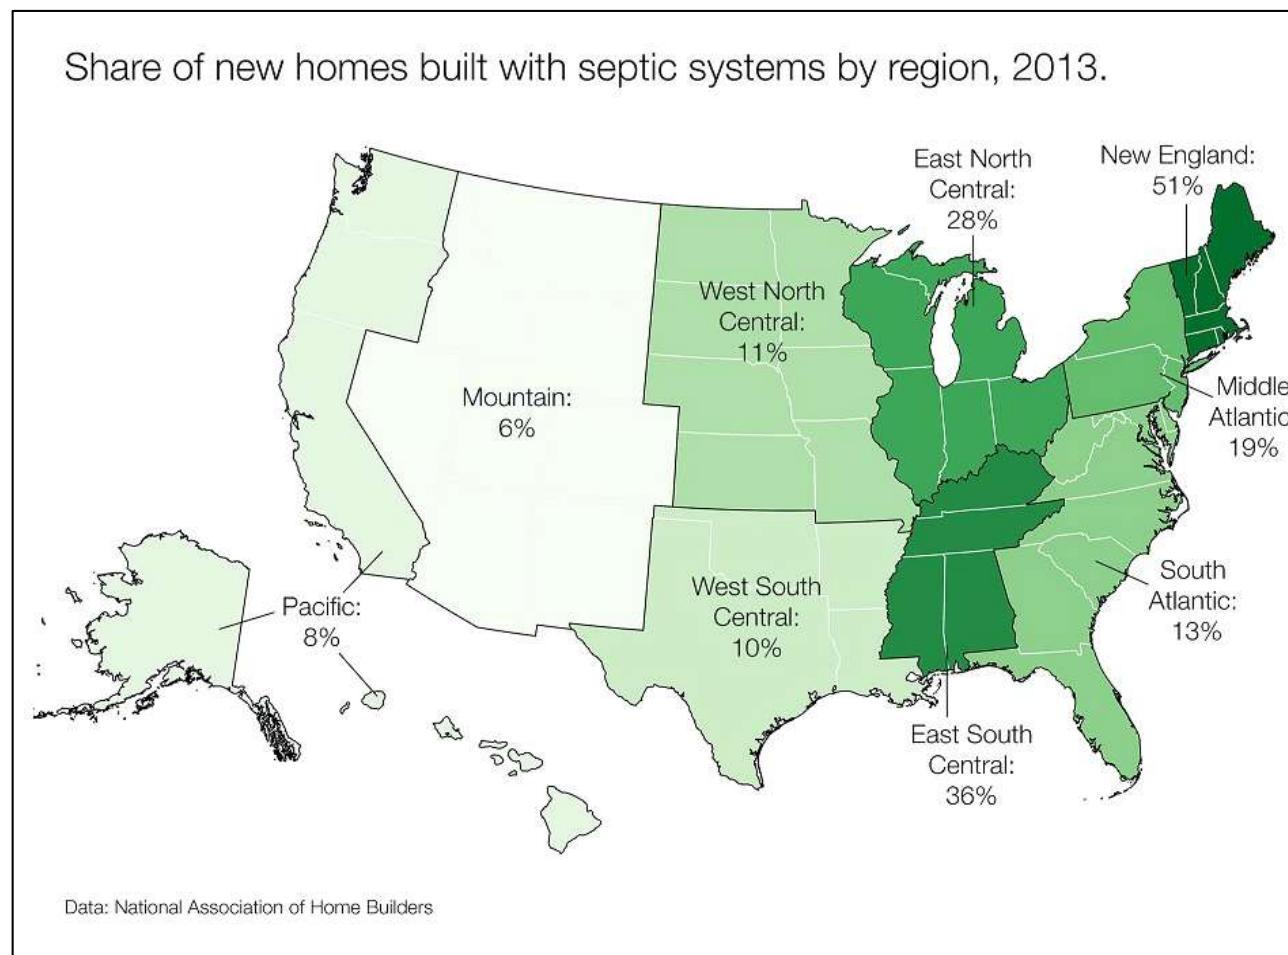 Share of new homes built with septic systems by region, 2013.
East North
Central:
28%
New England:
51%
West North
Central:
11%
Mountain:
6%
Middle
Atlantic
19%
West South
Central:
10%
South
Atlantic:
13%
Pacific:
8%
East South
Central:
36%
Data: National Association of Home Builders